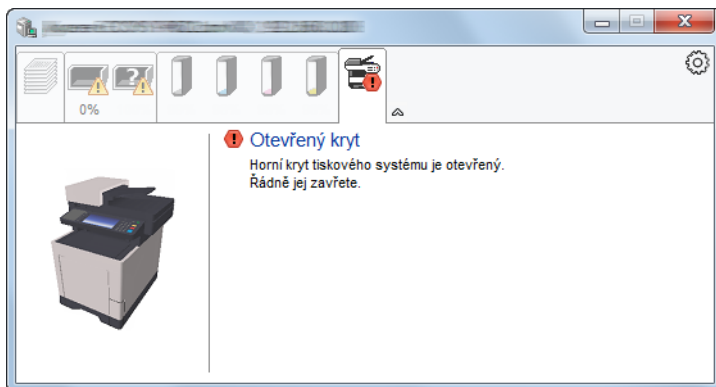 0%
Otevřený kryt
Horní kryt tiskového systému je otevřený.
Řádně jej zavřete.